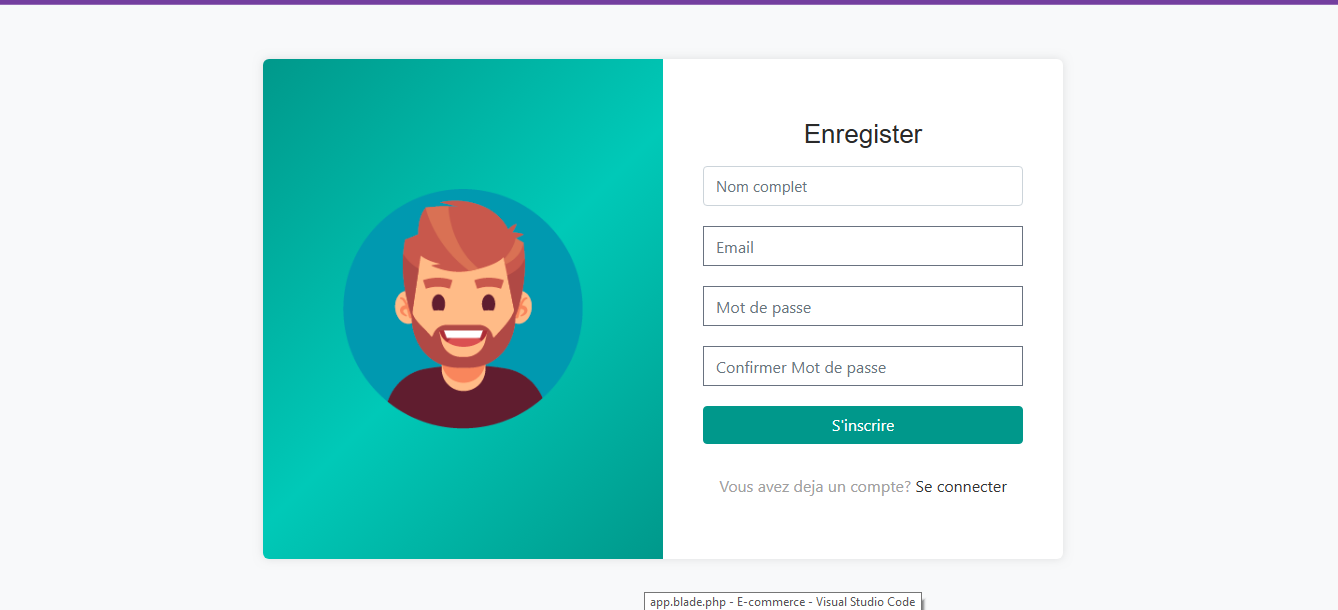 Enregister
Nom complet
Email
Mot de passe
Confirmer Mot de passe
S'inscrire
Vous avez deja un compte? Se connecter
app.blade.php - E-commerce - Visual Studio Code